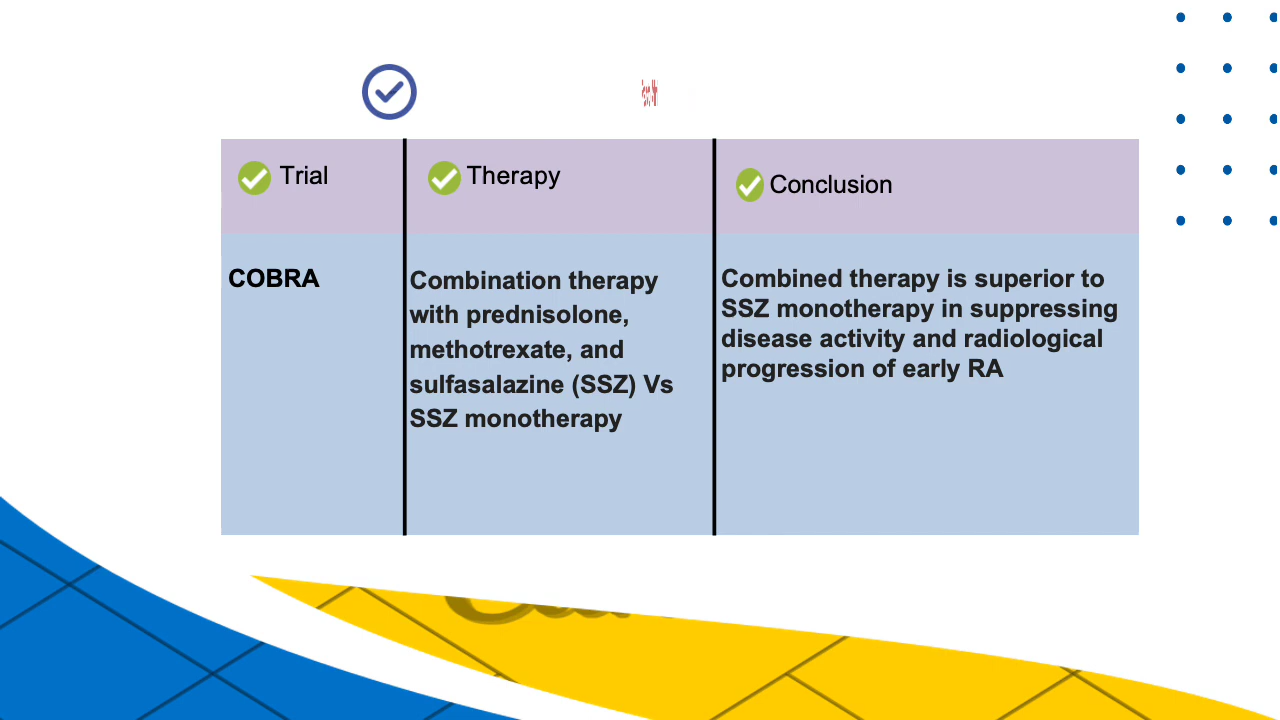 Trial
Therapy
Conclusion
COBRA
Combination therapy
with prednisolone,
methotrexate, and
sulfasalazine (SSZ) Vs
SSZ monotherapy
Combined therapy is superior to
SSZ monotherapy in suppressing
disease activity and radiological
progression of early RA